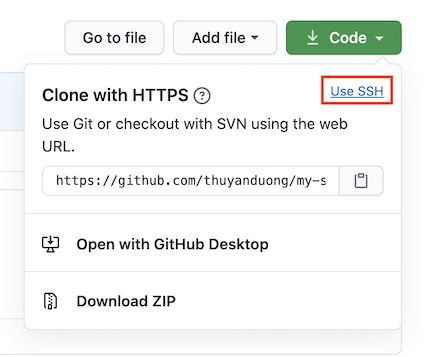 Go to file
Add file
Code
Clone with HTTPS ?
Use SSH
Use Git or checkout with SVN using the web
URL.
https://github.com/thuyanduong/my-s
Open with GitHub Desktop
Download ZIP